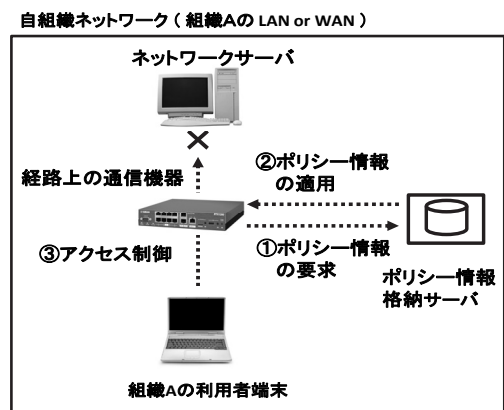 自組織ネットワーク（組織Aの LAN or WAN）
ネットワークサーバ
経路上の通信機器
②ポリシー情報
の適用
③アクセス制御
①ポリシー情報
の要求
ポリシー情報
格納サーバ
組織Aの利用者端末